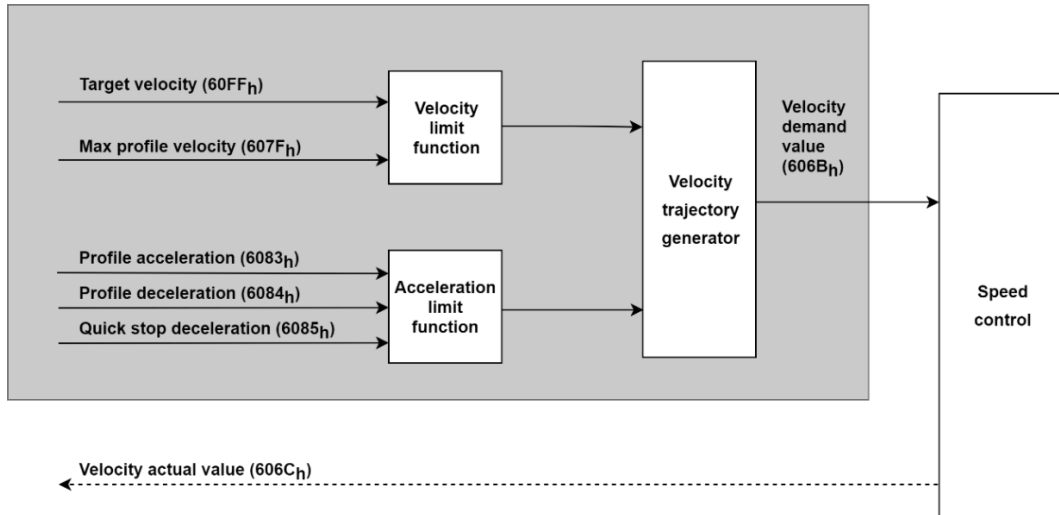 Target velocity (60FFh)
Max profile velocity (607Fh)
Velocity
limit
function
Profile acceleration (6083h)
Profile deceleration (6084h)
Quick stop deceleration (6085h)
Acceleration
limit
function
Velocity
trajectory
generator
Velocity
demand
value
(606Bh)
Speed
control
Velocity actual value (606Ch)